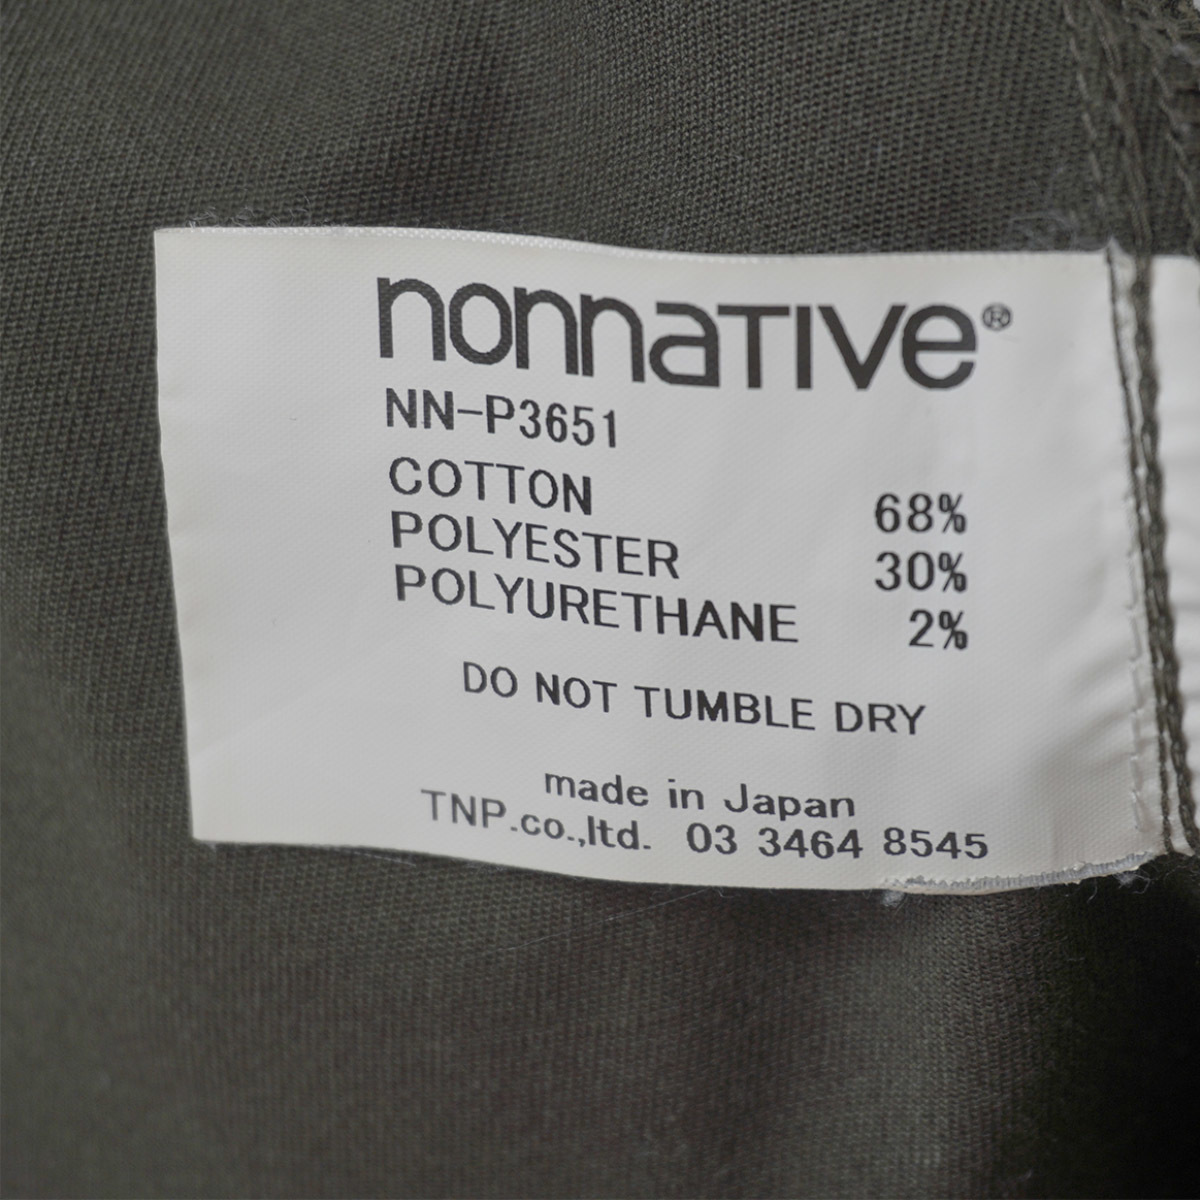 nonnative®
NN-P3651
COTTON 68%
POLYESTER 30%
POLYURETHANE 2%
DO NOT TUMBLE DRY
made in Japan
TNP.co.,ltd. 03 3464 8545